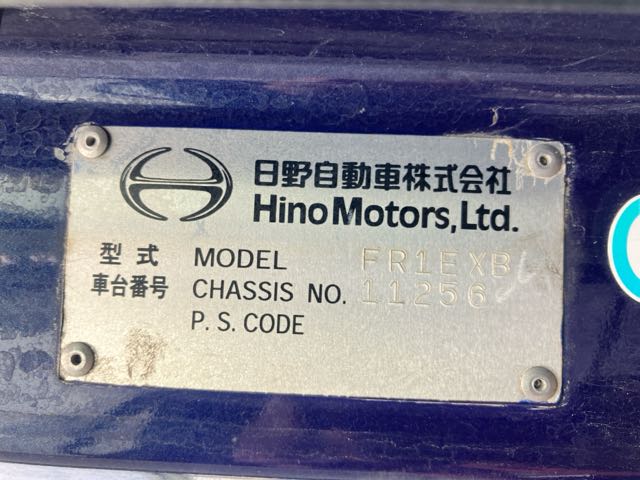 日野自動車株式会社
Hino Motors, Ltd.
型式 MODEL FR1EXB
車台番号 CHASSIS NO. 11256
P. S. CODE